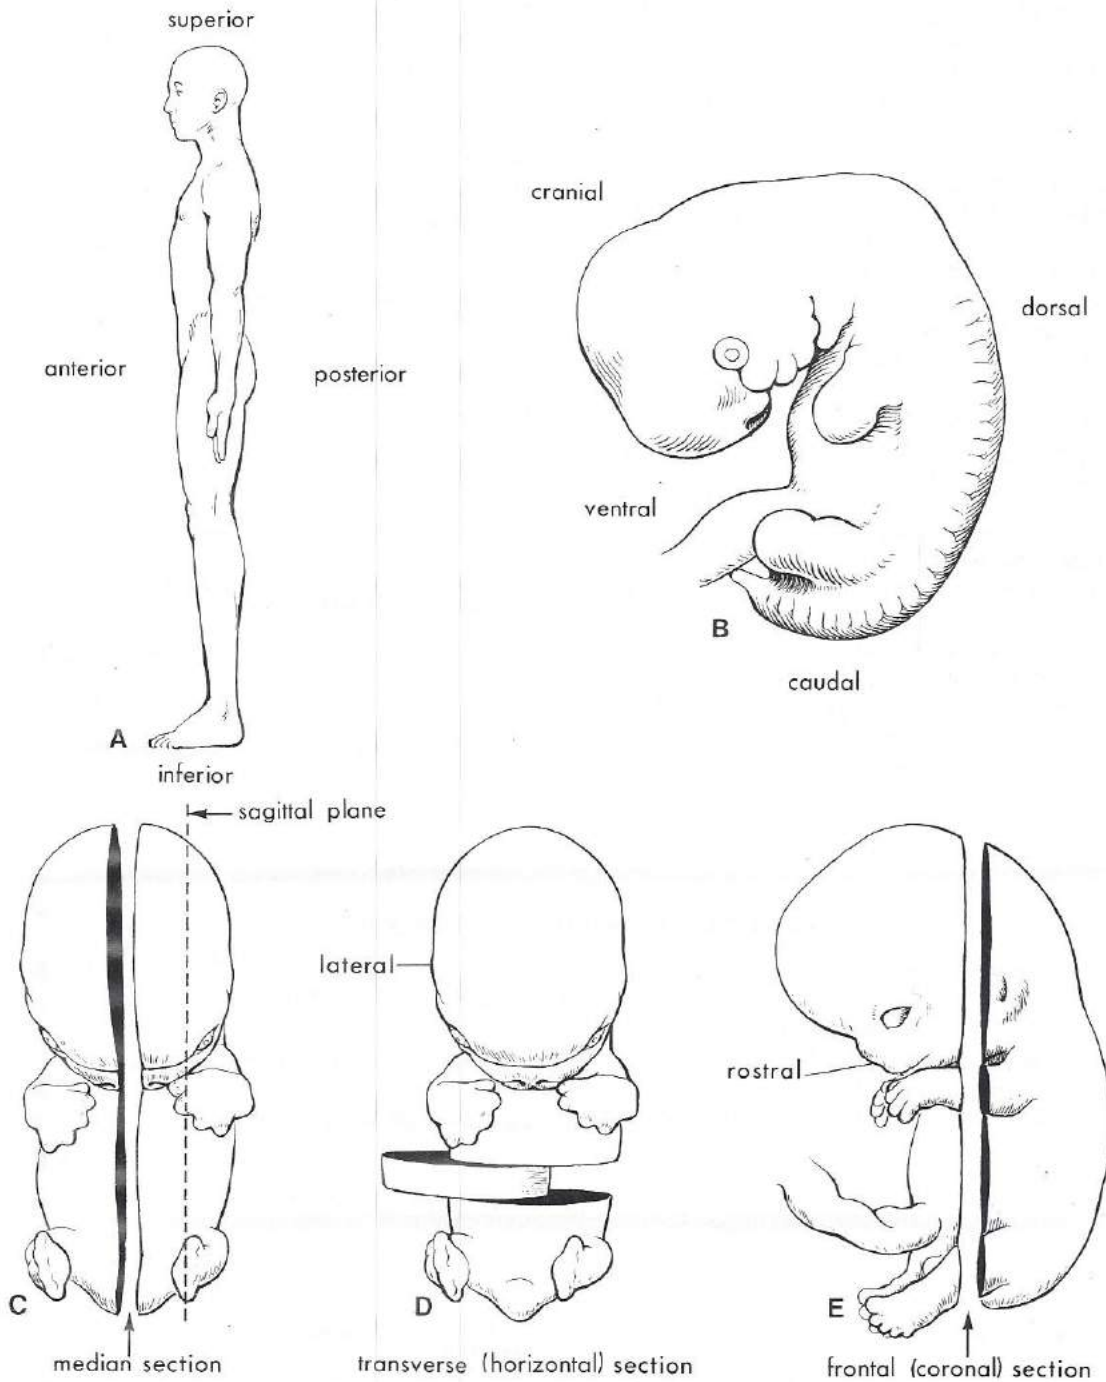 superior
cranial
dorsal
anterior
posterior
ventral
B
caudal
A
inferior
sagittal plane
lateral
rostral
C
D
E
median section
transverse (horizontal) section
frontal (coronal) section